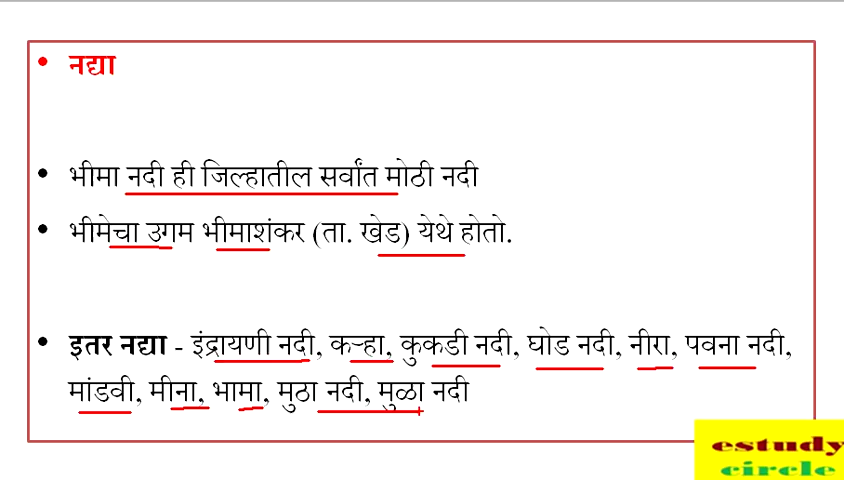 नद्या
भीमा नदी ही जिल्हातील सर्वांत मोठी नदी
भीमेचा उगम भीमाशंकर (ता. खेड) येथे होतो.
इतर नद्या - इंद्रायणी नदी, कऱ्हा, कुकडी नदी, घोड नदी, नीरा, पवना नदी,
मांडवी, मीना, भामा, मुठा नदी, मुळा नदी
estudy
circle